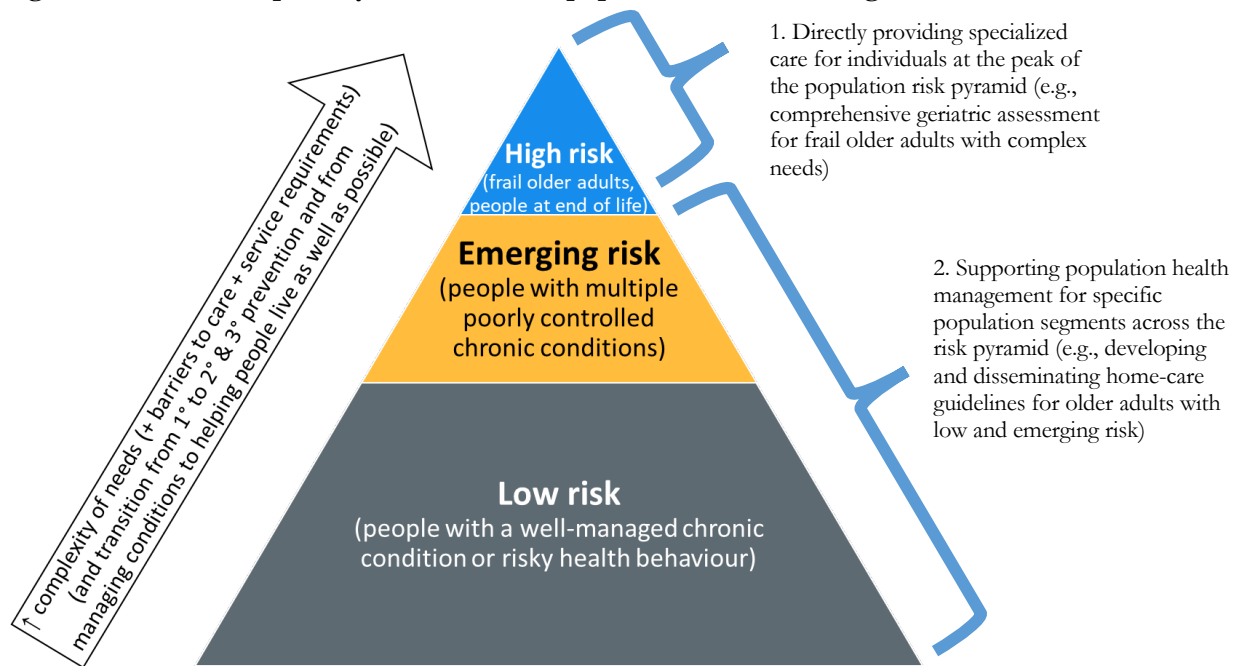 ↑ complexity of needs (+ barriers to care + service requirements)
(and transition from 1° to 2° & 3° prevention and from
managing conditions to helping people live as well as possible)
High risk
(frail older adults,
people at end of life)
Emerging risk
(people with multiple
poorly controlled
chronic conditions)
Low risk
(people with a well-managed chronic
condition or risky health behaviour)
1. Directly providing specialized
care for individuals at the peak of
the population risk pyramid (e.g.,
comprehensive geriatric assessment
for frail older adults with complex
needs)
2. Supporting population health
management for specific
population segments across the
risk pyramid (e.g., developing
and disseminating home-care
guidelines for older adults with
low and emerging risk)